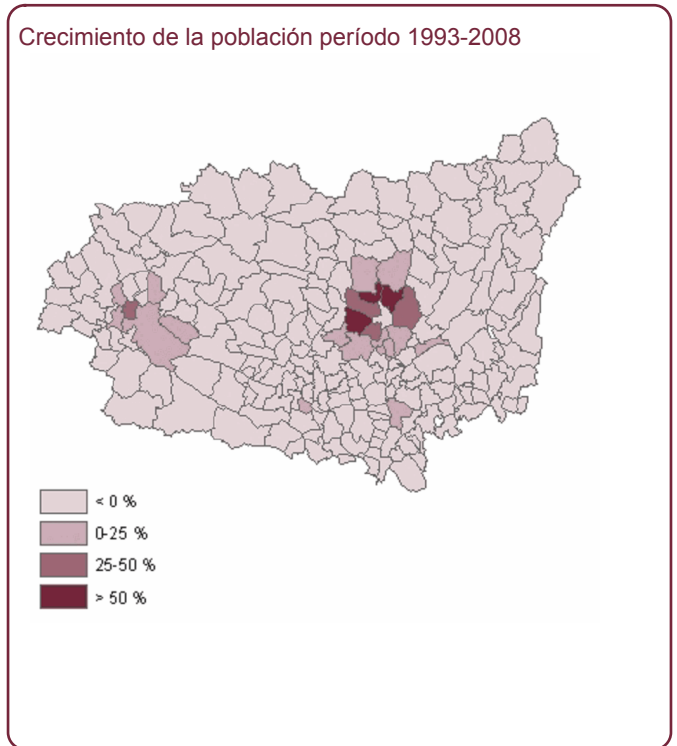 Crecimiento de la población período 1993-2008
< 0 %
0-25 %
25-50 %
> 50 %